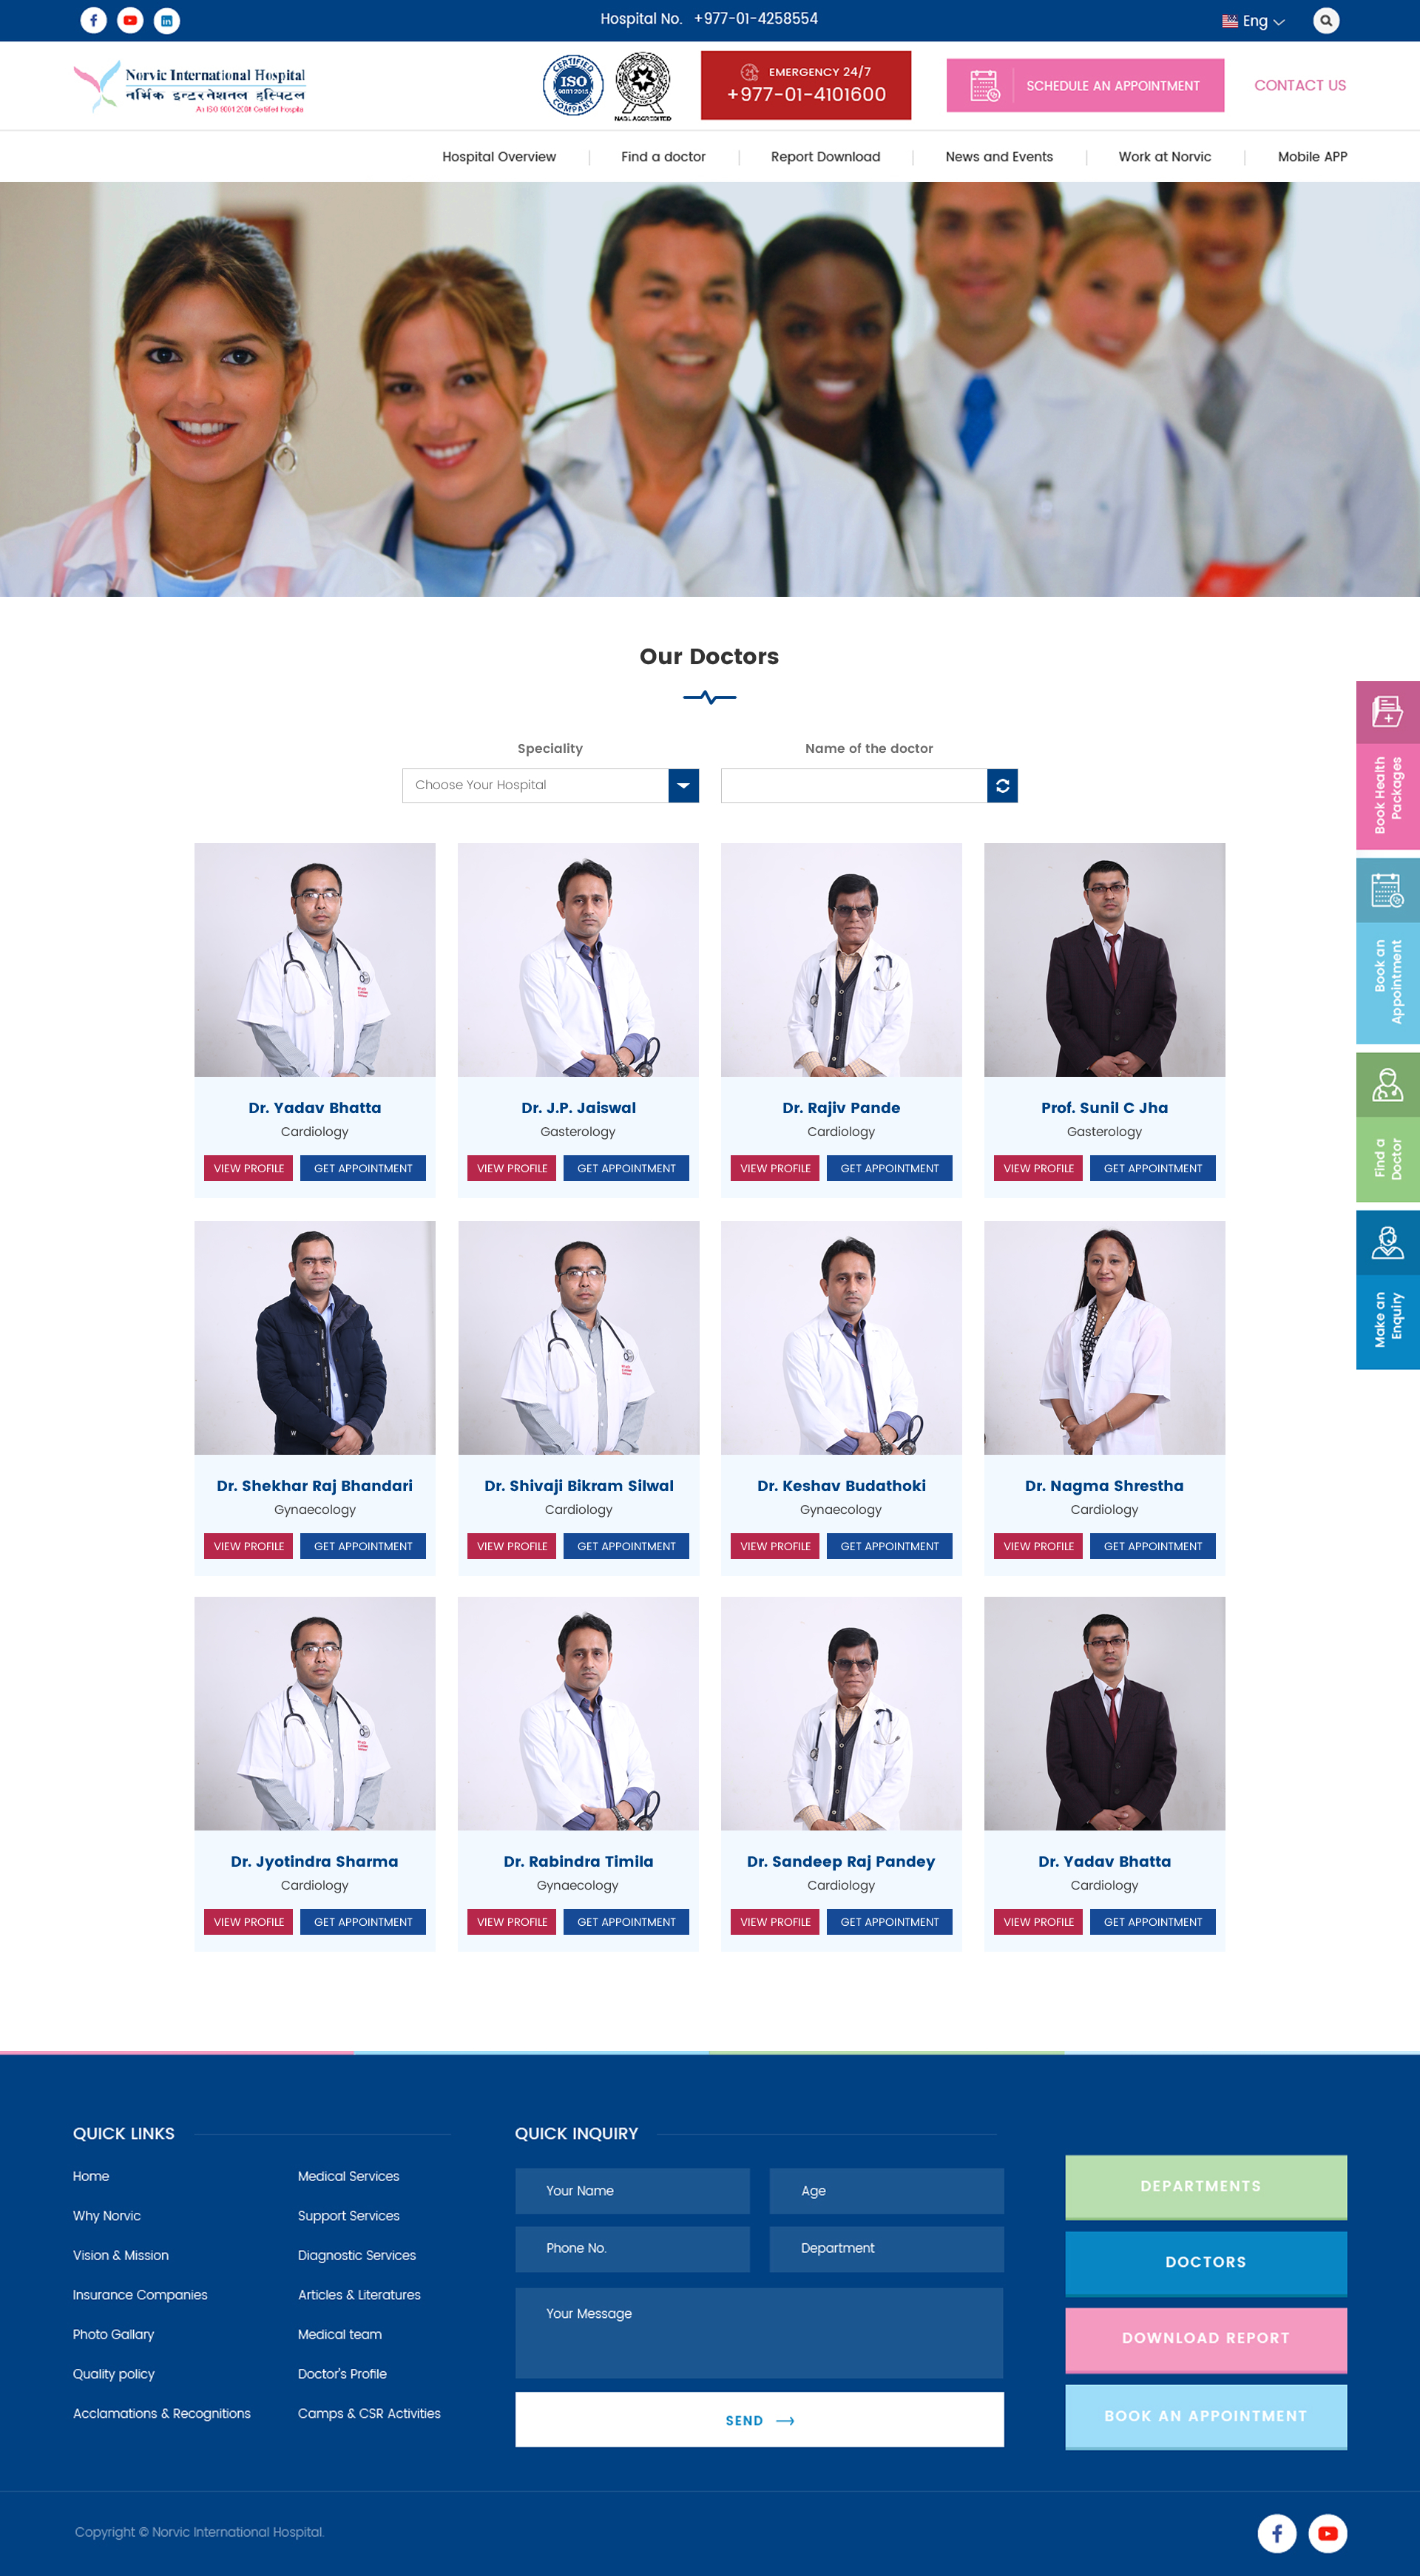 Hospital No. +977-01-4258554
Eng
Norvic International Hospital
नर्भिक इन्टरनेशनल हस्पिटल
An ISO 9001:2008 Certified Hospital
CERTIFIED
ISO
9001:2015
COMPANY
NABL ACCREDITED
EMERGENCY 24/7
+977-01-4101600
SCHEDULE AN APPOINTMENT
CONTACT US
Hospital Overview
Find a doctor
Report Download
News and Events
Work at Norvic
Mobile APP
Our Doctors
Speciality
Name of the doctor
Choose Your Hospital
Book Health
Packages
Book an
Appointment
Find a
Doctor
Make an
Enquiry
Dr. Yadav Bhatta
Cardiology
VIEW PROFILE
GET APPOINTMENT
Dr. J.P. Jaiswal
Gasterology
VIEW PROFILE
GET APPOINTMENT
Dr. Rajiv Pande
Cardiology
VIEW PROFILE
GET APPOINTMENT
Prof. Sunil C Jha
Gasterology
VIEW PROFILE
GET APPOINTMENT
Dr. Shekhar Raj Bhandari
Gynaecology
VIEW PROFILE
GET APPOINTMENT
Dr. Shivaji Bikram Silwal
Cardiology
VIEW PROFILE
GET APPOINTMENT
Dr. Keshav Budathoki
Gynaecology
VIEW PROFILE
GET APPOINTMENT
Dr. Nagma Shrestha
Cardiology
VIEW PROFILE
GET APPOINTMENT
Dr. Jyotindra Sharma
Cardiology
VIEW PROFILE
GET APPOINTMENT
Dr. Rabindra Timila
Gynaecology
VIEW PROFILE
GET APPOINTMENT
Dr. Sandeep Raj Pandey
Cardiology
VIEW PROFILE
GET APPOINTMENT
Dr. Yadav Bhatta
Cardiology
VIEW PROFILE
GET APPOINTMENT
QUICK LINKS
Home
Why Norvic
Vision & Mission
Insurance Companies
Photo Gallary
Quality policy
Acclamations & Recognitions
Medical Services
Support Services
Diagnostic Services
Articles & Literatures
Medical team
Doctor's Profile
Camps & CSR Activities
QUICK INQUIRY
Your Name
Age
Phone No.
Department
Your Message
SEND
DEPARTMENTS
DOCTORS
DOWNLOAD REPORT
BOOK AN APPOINTMENT
Copyright © Norvic International Hospital.